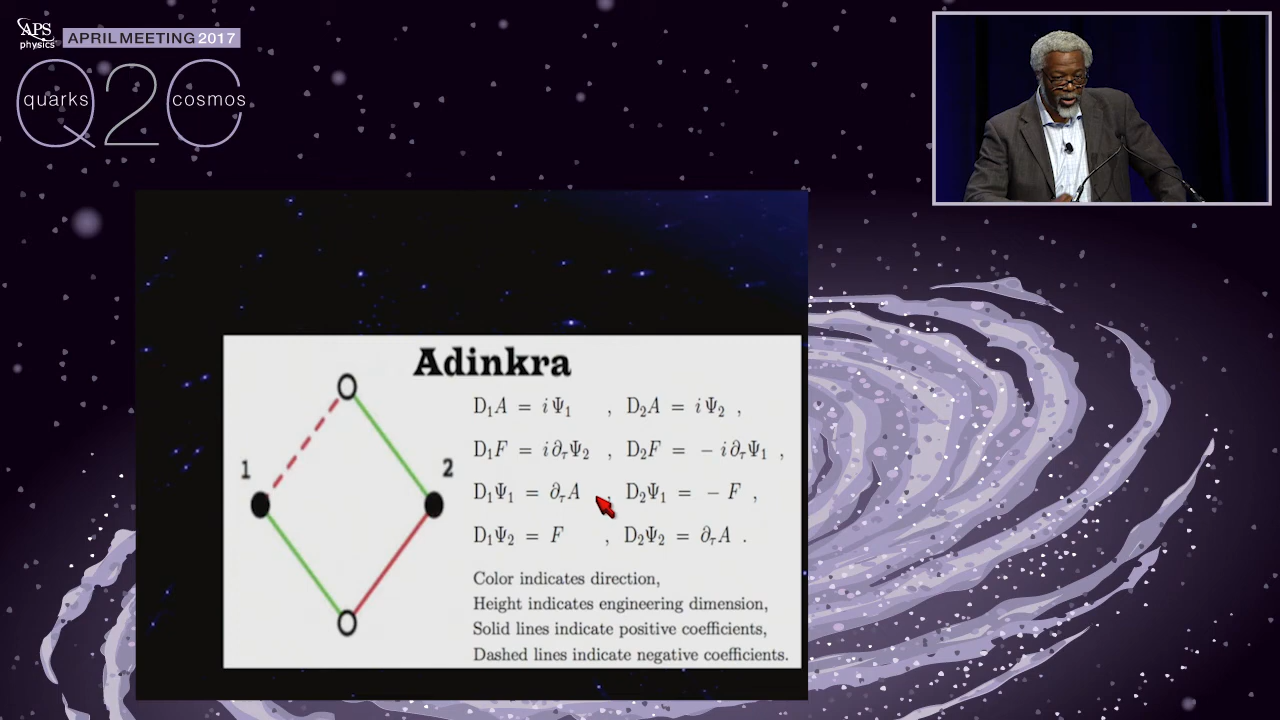 APS
physics
APRIL MEETING 2017
Q2C
quarks
cosmos
Adinkra
1
2
D₁A = i Ψ₁ , D₂A = i Ψ₂ ,
D₁F = i ∂τΨ₂ , D₂F = − i ∂τΨ₁ ,
D₁Ψ₁ = ∂τA , D₂Ψ₁ = − F ,
D₁Ψ₂ = F , D₂Ψ₂ = ∂τA .
Color indicates direction,
Height indicates engineering dimension,
Solid lines indicate positive coefficients,
Dashed lines indicate negative coefficients.